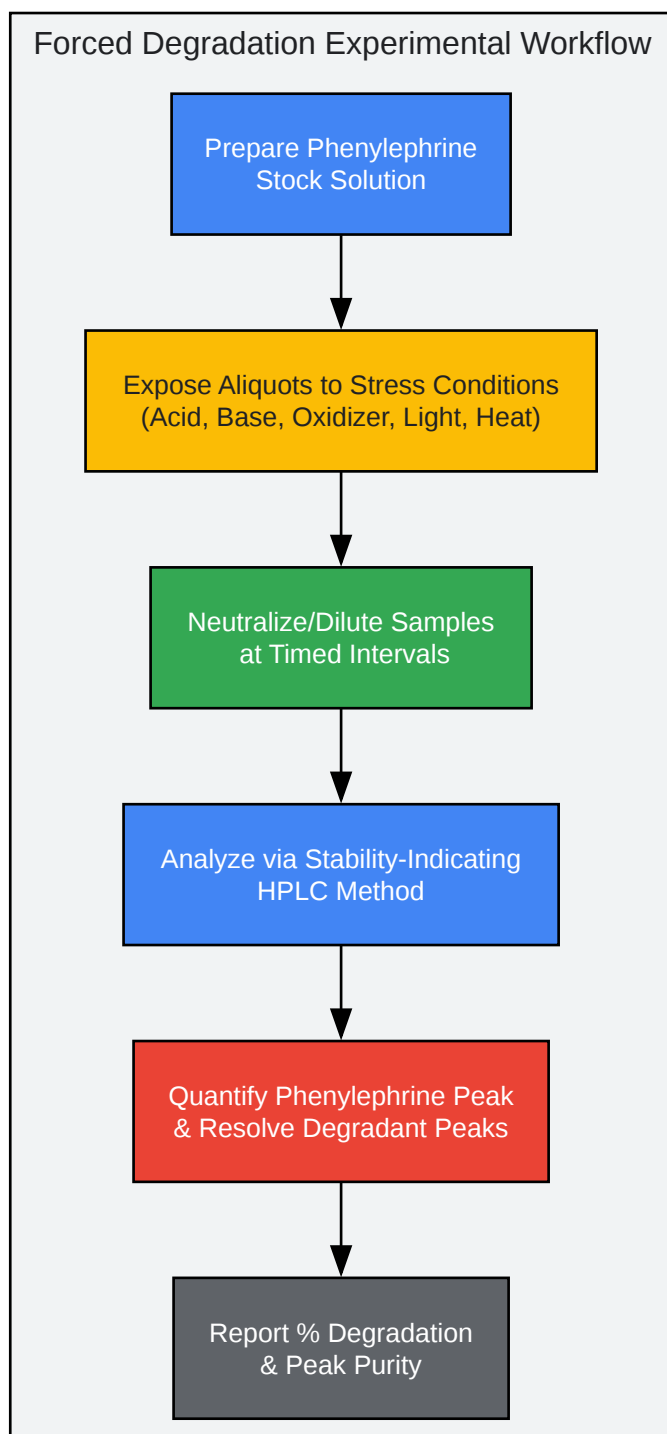 Forced Degradation Experimental Workflow
Prepare Phenylephrine
Stock Solution
Expose Aliquots to Stress Conditions
(Acid, Base, Oxidizer, Light, Heat)
Neutralize/Dilute Samples
at Timed Intervals
Analyze via Stability-Indicating
HPLC Method
Quantify Phenylephrine Peak
& Resolve Degradant Peaks
Report % Degradation
& Peak Purity